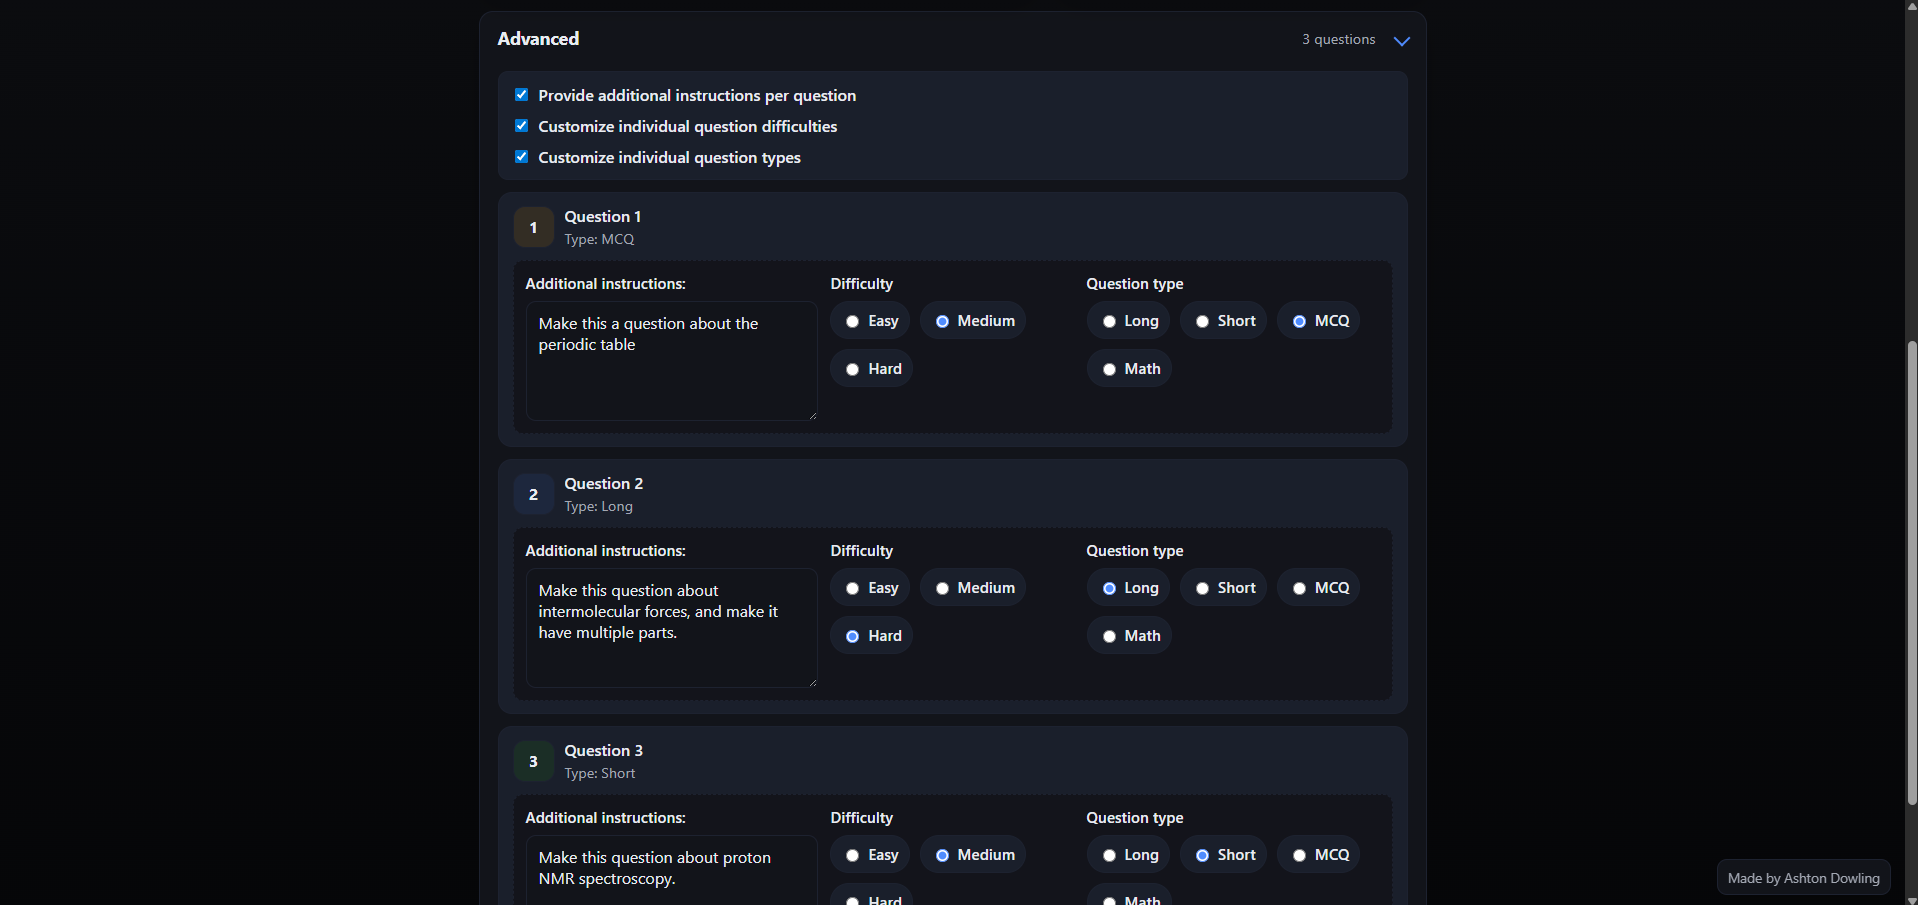 Advanced
3 questions
Provide additional instructions per question
Customize individual question difficulties
Customize individual question types
1
Question 1
Type: MCQ
Additional instructions:
Make this a question about the
periodic table
Difficulty
Easy
Medium
Hard
Question type
Long
Short
MCQ
Math
2
Question 2
Type: Long
Additional instructions:
Make this question about
intermolecular forces, and make it
have multiple parts.
Difficulty
Easy
Medium
Hard
Question type
Long
Short
MCQ
Math
3
Question 3
Type: Short
Additional instructions:
Make this question about proton
NMR spectroscopy.
Difficulty
Easy
Medium
Hard
Question type
Long
Short
MCQ
Math
Made by Ashton Dowling